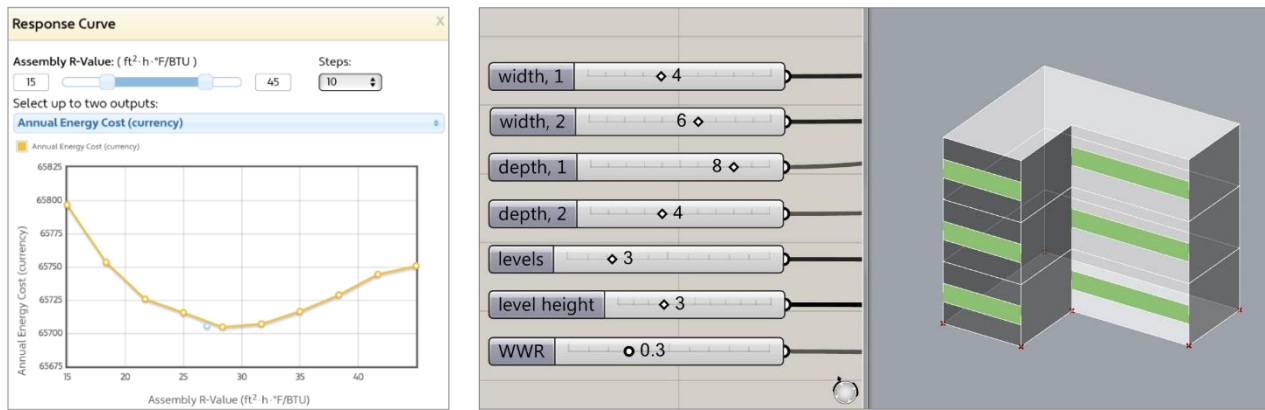 Response Curve
X
Assembly R-Value: ( ft²·h·°F/BTU )
Steps:
15
45
10
Select up to two outputs:
Annual Energy Cost (currency)
Annual Energy Cost (currency)
65825
65800
65775
65750
65725
65700
65675
Annual Energy Cost (currency)
15
20
25
30
35
40
Assembly R-Value (ft²·h·°F/BTU)
width, 1 4
width, 2 6
depth, 1 8
depth, 2 4
levels 3
level height 3
WWR 0.3